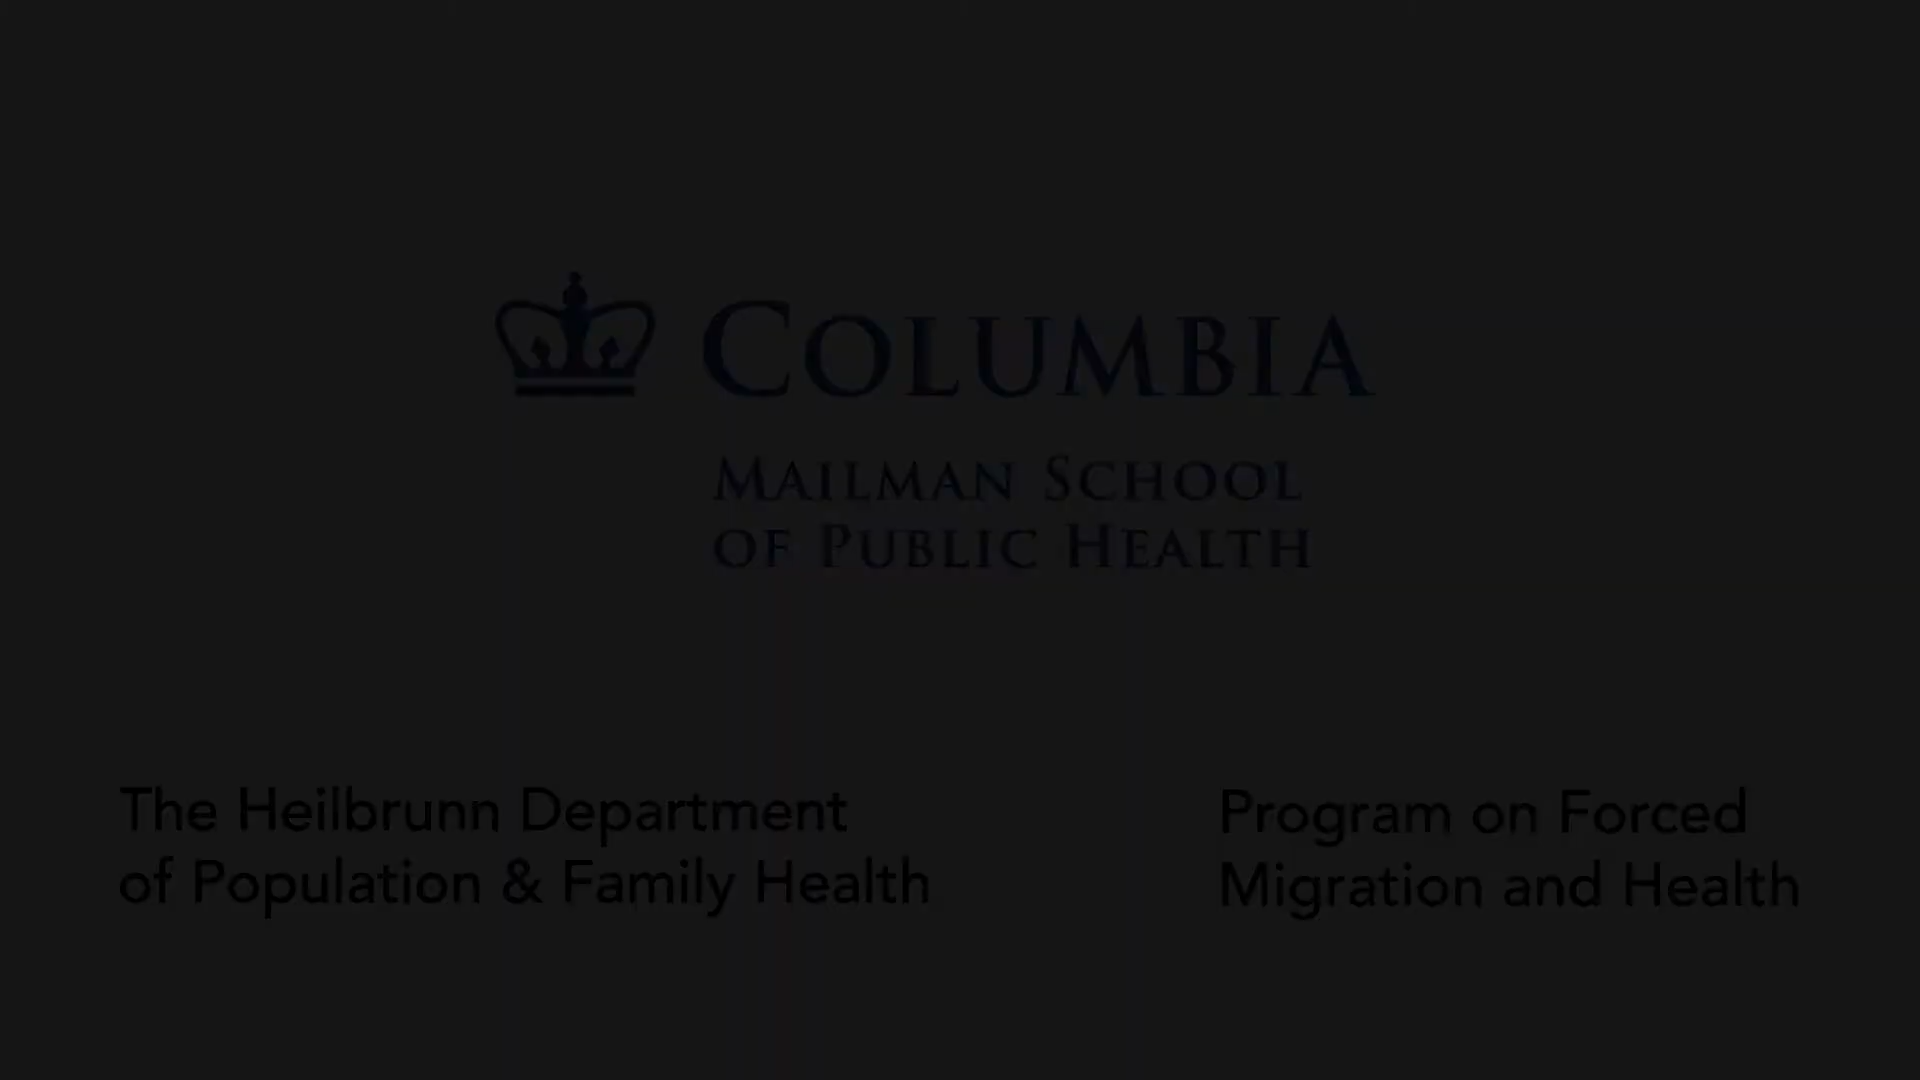 COLUMBIA
MAILMAN SCHOOL
OF PUBLIC HEALTH
The Heilbrunn Department
of Population & Family Health
Program on Forced
Migration and Health